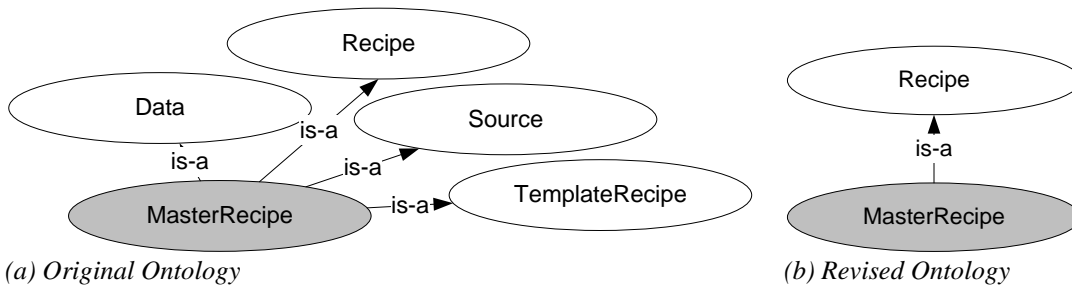 Recipe
Data
Source
is-a
is-a
is-a
is-a
TemplateRecipe
MasterRecipe
(a) Original Ontology
Recipe
is-a
MasterRecipe
(b) Revised Ontology